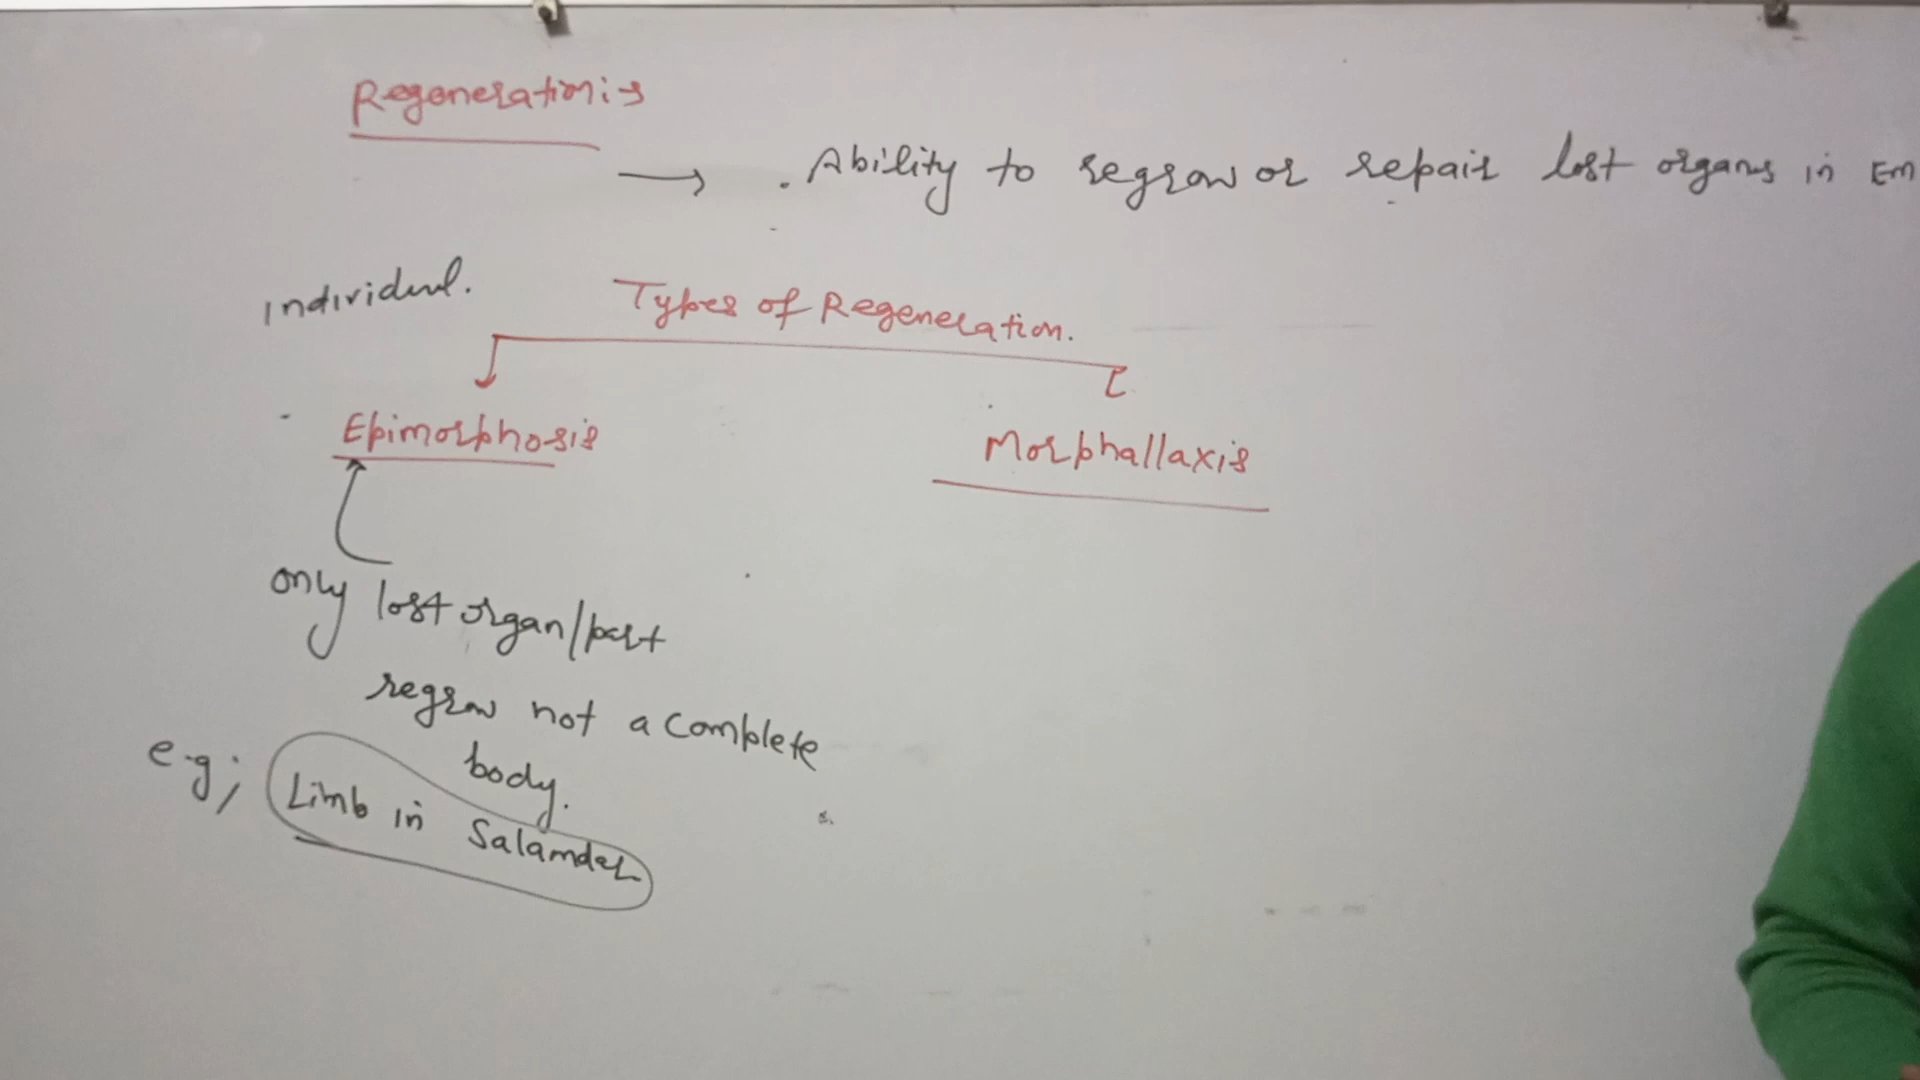 Regeneration:→
→ . Ability to regrow or repair lost organs in Em
individual.
Types of Regeneration.
Epimorphosis
Morphallaxis
only lost organ/part
regrow not a complete
body.
e.g; Limb in Salamder